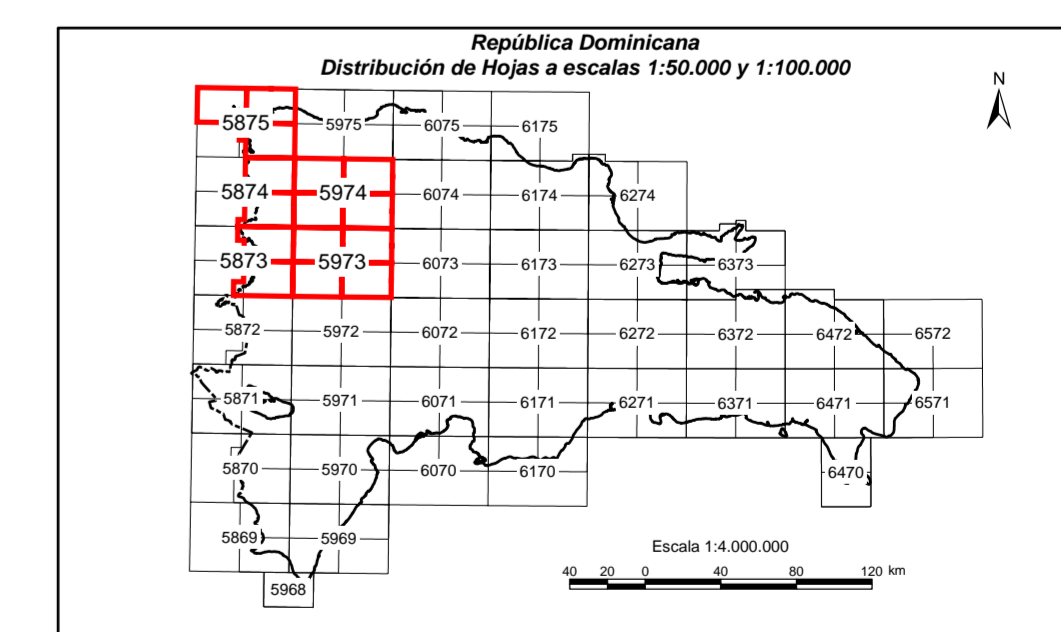 República Dominicana
Distribución de Hojas a escalas 1:50.000 y 1:100.000
N
5875 5975 6075 6175
5874 5974 6074 6174 6274
5873 5973 6073 6173 6273 6373
5872 5972 6072 6172 6272 6372 6472 6572
5871 5971 6071 6171 6271 6371 6471 6571
5870 5970 6070 6170 6470
5869 5969
Escala 1:4.000.000
40 20 0 40 80 120 km
5968